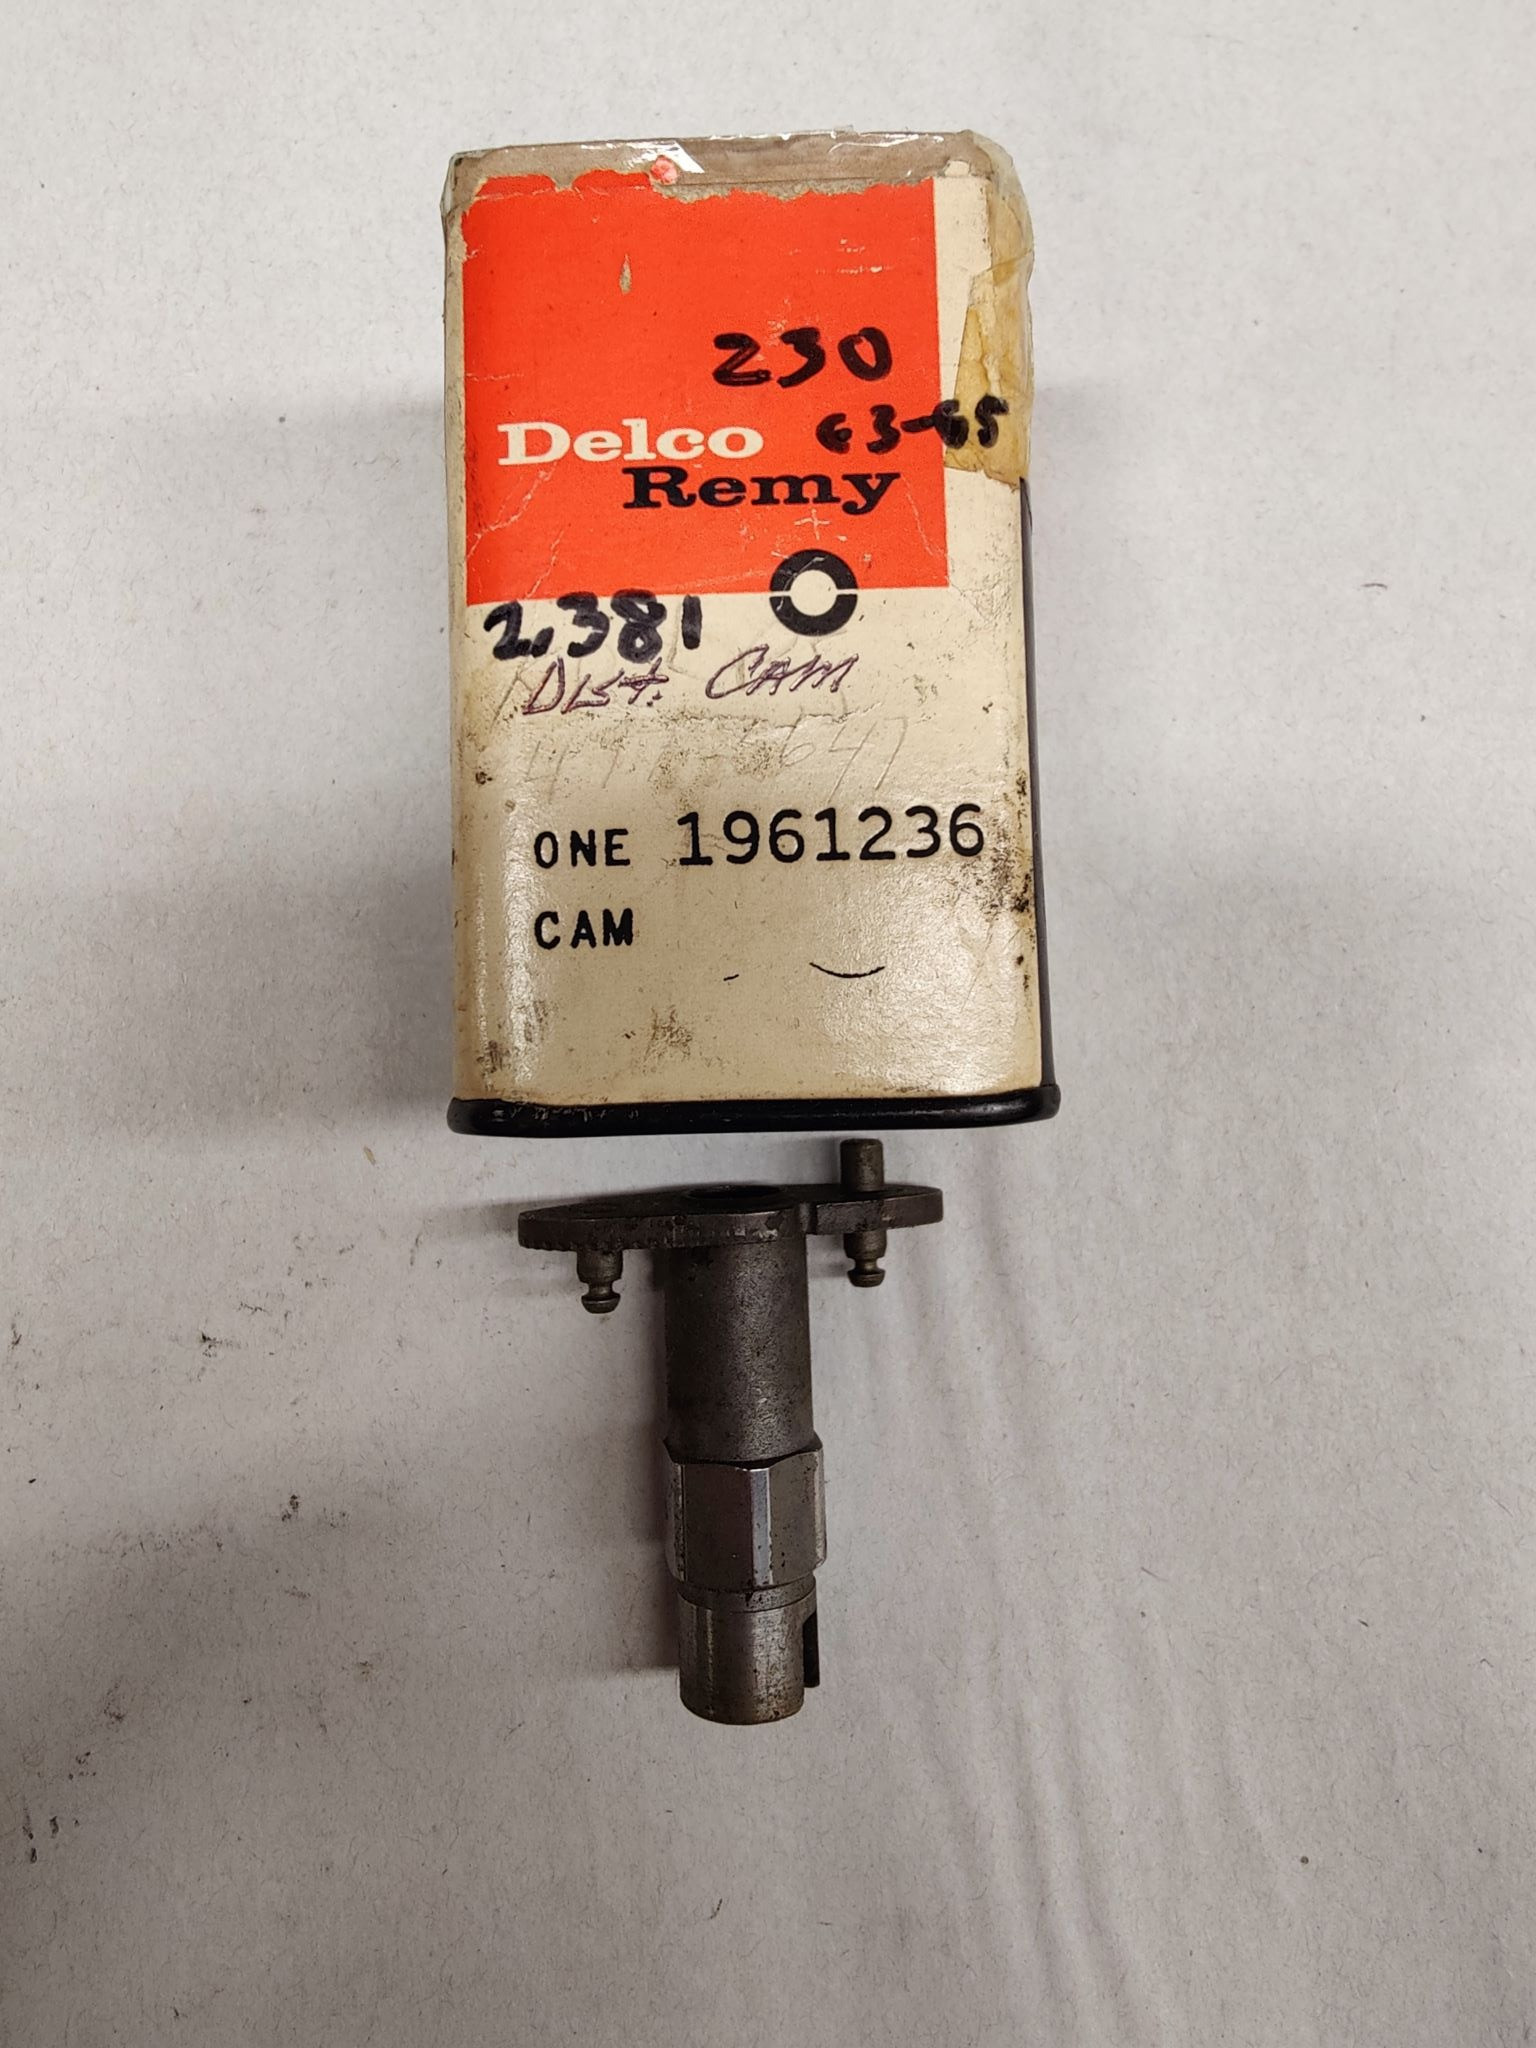 230
63-65
Delco
Remy
2.381
Dist. CAM
ONE 1961236
CAM